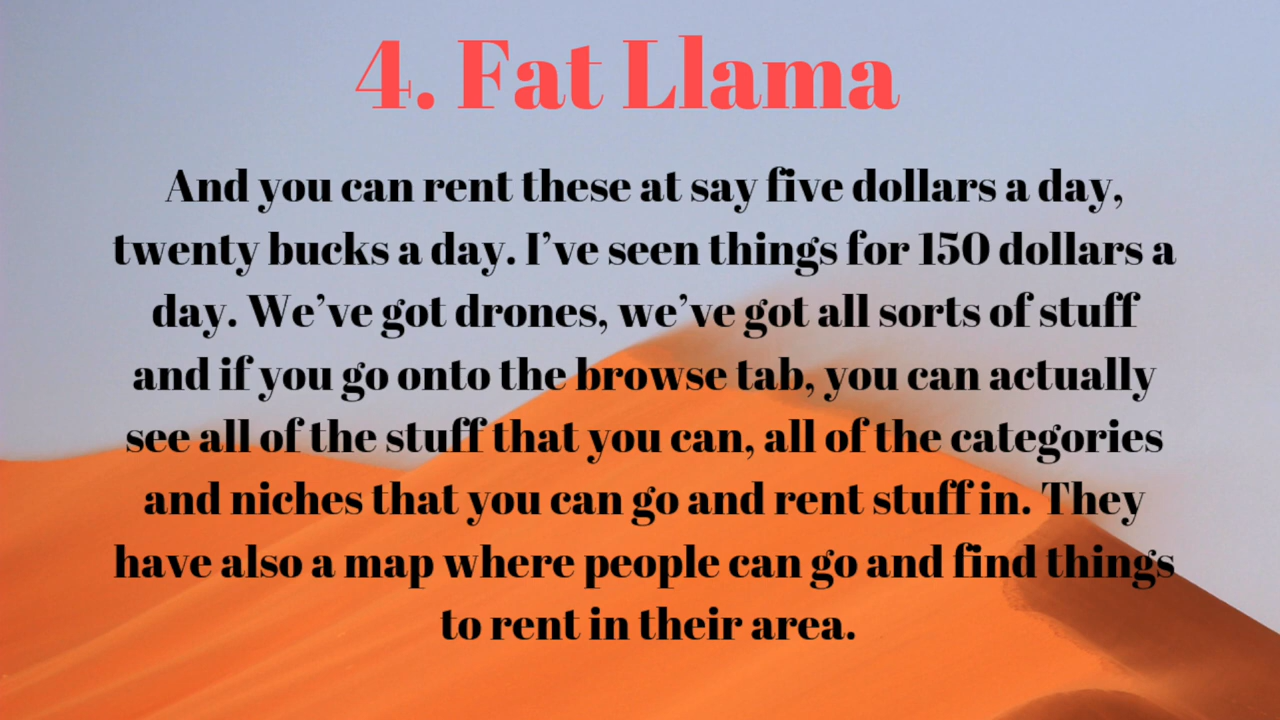 4. Fat Llama
And you can rent these at say five dollars a day,
twenty bucks a day. I’ve seen things for 150 dollars a
day. We’ve got drones, we’ve got all sorts of stuff
and if you go onto the browse tab, you can actually
see all of the stuff that you can, all of the categories
and niches that you can go and rent stuff in. They
have also a map where people can go and find things
to rent in their area.